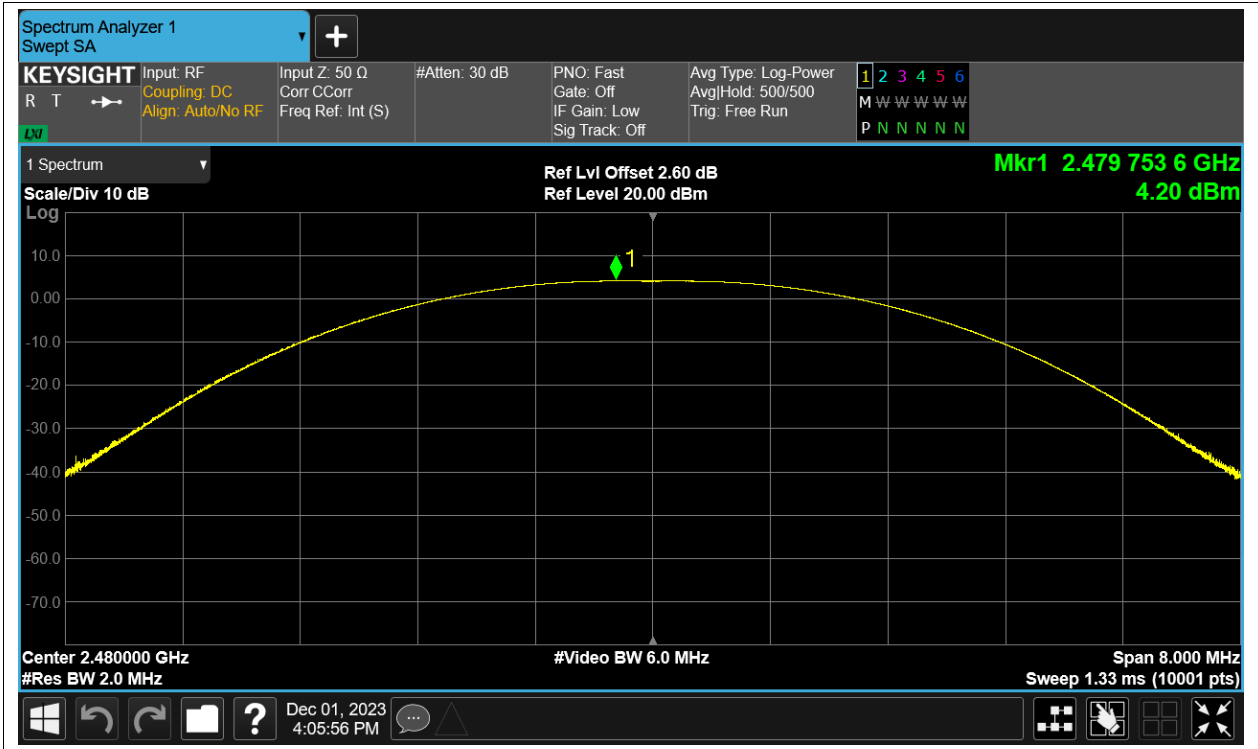 Spectrum Analyzer 1
Swept SA
KEYSIGHT
R T
LXI
Input: RF
Coupling: DC
Align: Auto/No RF
Input Z: 50 Ω
Corr CCorr
Freq Ref: Int (S)
#Atten: 30 dB
PNO: Fast
Gate: Off
IF Gain: Low
Sig Track: Off
Avg Type: Log-Power
Avg|Hold: 500/500
Trig: Free Run
1 2 3 4 5 6
M W W W W W
P N N N N N
1 Spectrum
Scale/Div 10 dB
Log
Ref Lvl Offset 2.60 dB
Ref Level 20.00 dBm
Mkr1 2.479 753 6 GHz
4.20 dBm
1
10.0
0.00
-10.0
-20.0
-30.0
-40.0
-50.0
-60.0
-70.0
Center 2.480000 GHz
#Res BW 2.0 MHz
#Video BW 6.0 MHz
Span 8.000 MHz
Sweep 1.33 ms (10001 pts)
?
Dec 01, 2023
4:05:56 PM